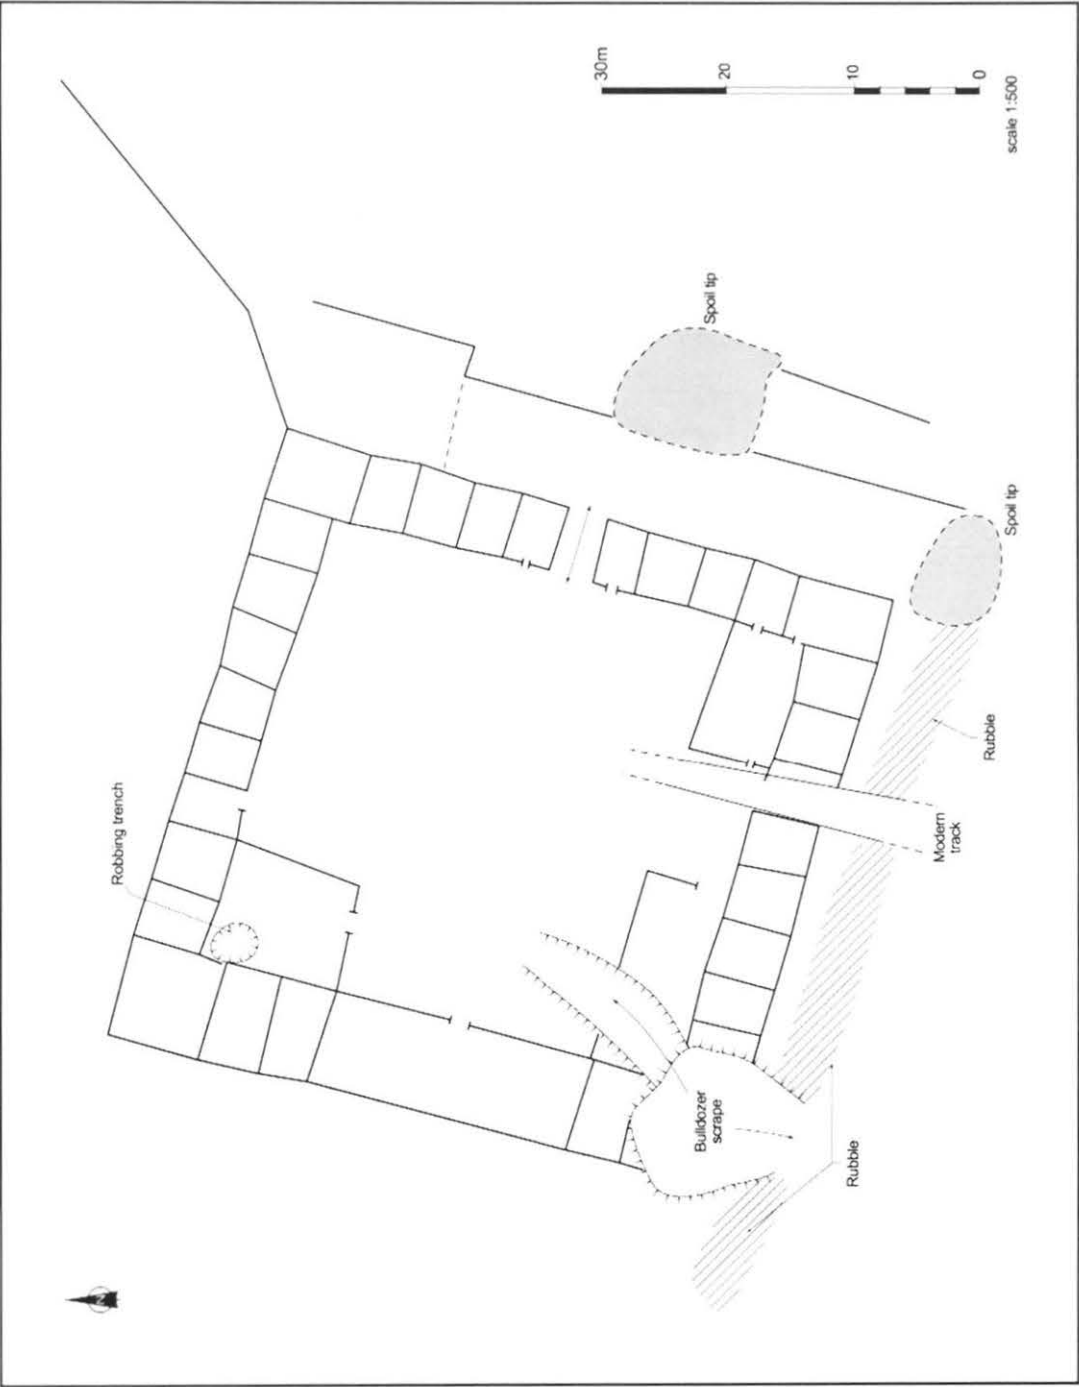 30m
20
10
0
scale 1:500
Spoil tip
Spoil tip
Robbing trench
Rubble
Modern
track
Bulldozer
scrape
Rubble
N